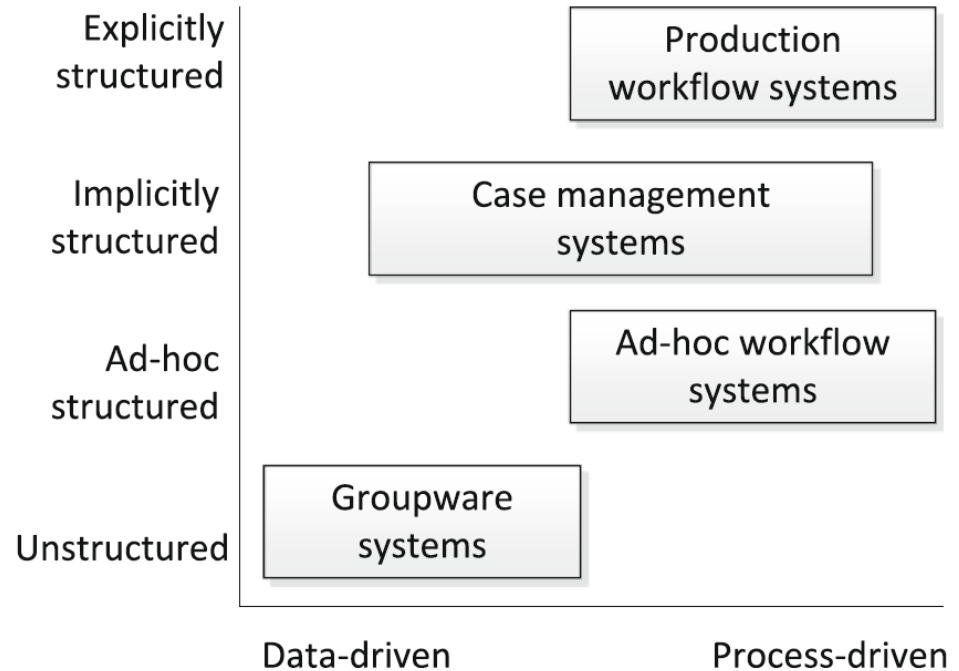 Explicitly
structured
Production
workflow systems
Implicitly
structured
Case management
systems
Ad-hoc
structured
Ad-hoc workflow
systems
Unstructured
Groupware
systems
Data-driven
Process-driven